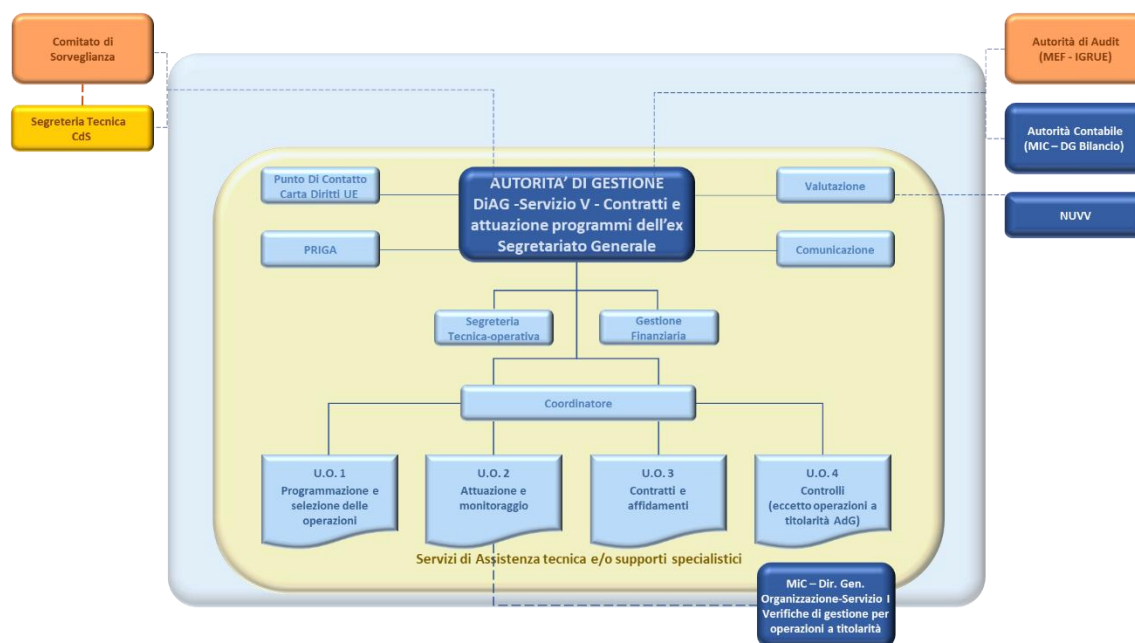 Comitato di
Sorveglianza
Segreteria Tecnica
CdS
Autorità di Audit
(MEF - IGRUE)
Autorità Contabile
(MIC – DG Bilancio)
NUVV
Punto Di Contatto
Carta Diritti UE
PRIGA
AUTORITA’ DI GESTIONE
DiAG -Servizio V - Contratti e
attuazione programmi dell’ex
Segretariato Generale
Valutazione
Comunicazione
Segreteria
Tecnica-operativa
Gestione
Finanziaria
Coordinatore
U.O. 1
Programmazione e
selezione delle
operazioni
U.O. 2
Attuazione e
monitoraggio
U.O. 3
Contratti e
affidamenti
U.O. 4
Controlli
(eccetto operazioni a
titolarità AdG)
Servizi di Assistenza tecnica e/o supporti specialistici
MiC – Dir. Gen.
Organizzazione-Servizio I
Verifiche di gestione per
operazioni a titolarità